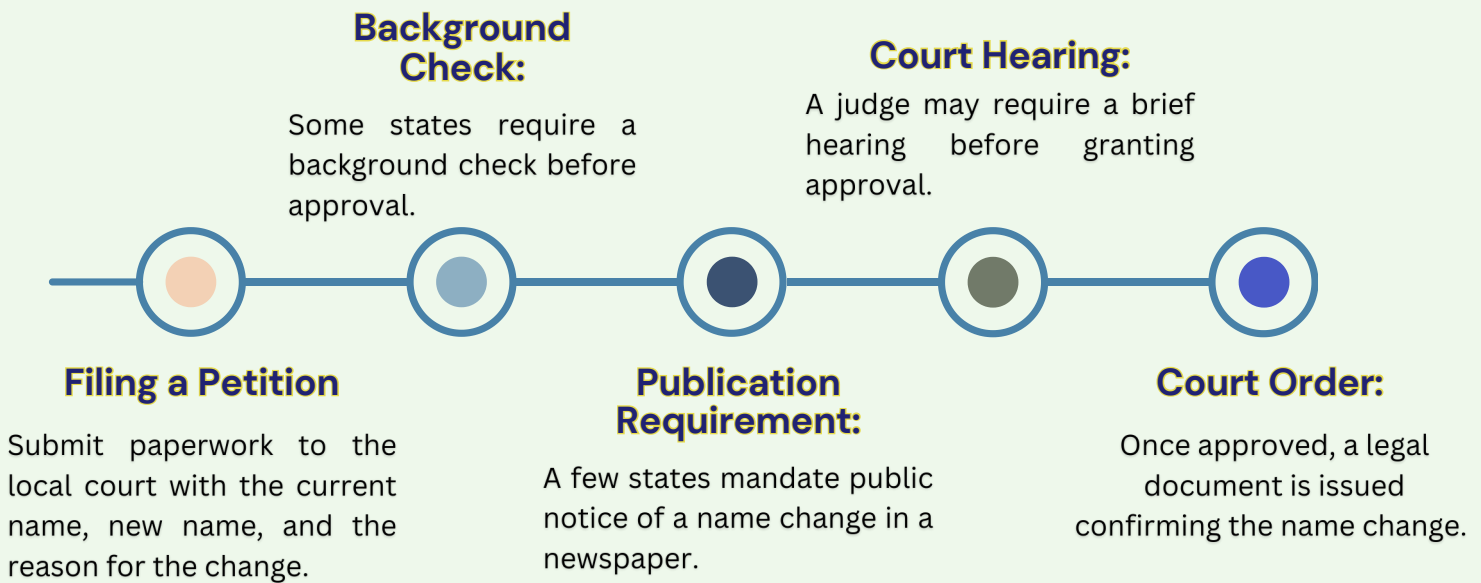 Filing a Petition
Submit paperwork to the
local court with the current
name, new name, and the
reason for the change.
Background
Check:
Some states require a
background check before
approval.
Publication
Requirement:
A few states mandate public
notice of a name change in a
newspaper.
Court Hearing:
A judge may require a brief
hearing before granting
approval.
Court Order:
Once approved, a legal
document is issued
confirming the name change.